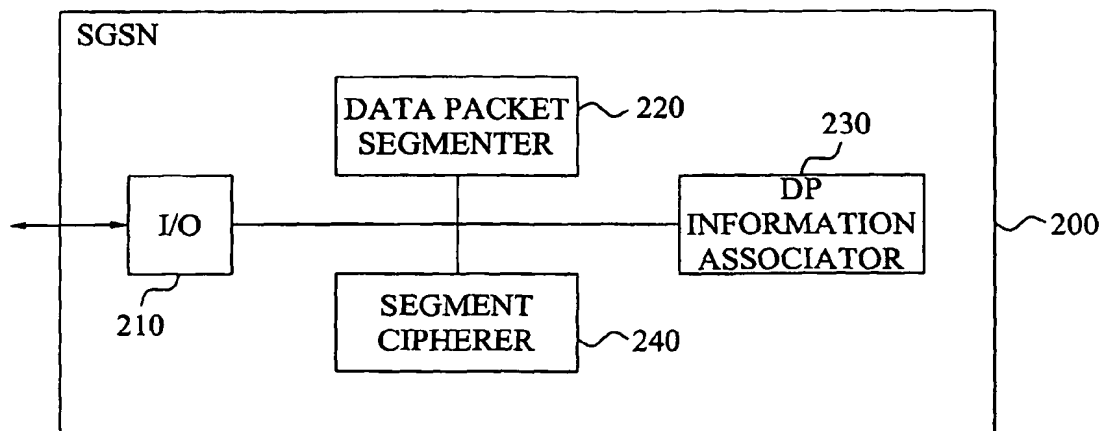 SGSN
DATA PACKET
SEGMENTER
220
230
DP
INFORMATION
ASSOCIATOR
I/O
200
210
SEGMENT
CIPHERER
240